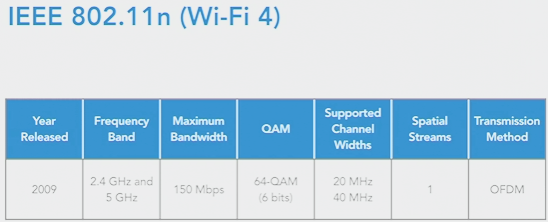 IEEE 802.11n (Wi-Fi 4)
Year Released
Frequency Band
Maximum Bandwidth
QAM
Supported Channel Widths
Spatial Streams
Transmission Method
2009
2.4 GHz and 5 GHz
150 Mbps
64-QAM (6 bits)
20 MHz 40 MHz
1
OFDM